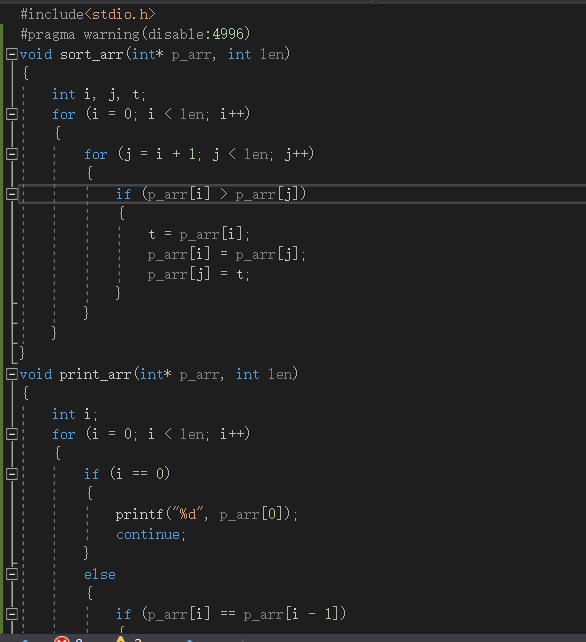 #include<stdio.h>
#pragma warning(disable:4996)
void sort_arr(int* p_arr, int len)
{
int i, j, t;
for (i = 0; i < len; i++)
{
for (j = i + 1; j < len; j++)
{
if (p_arr[i] > p_arr[j])
{
t = p_arr[i];
p_arr[i] = p_arr[j];
p_arr[j] = t;
}
}
}
}
void print_arr(int* p_arr, int len)
{
int i;
for (i = 0; i < len; i++)
{
if (i == 0)
{
printf("%d", p_arr[0]);
continue;
}
else
{
if (p_arr[i] == p_arr[i - 1])
{